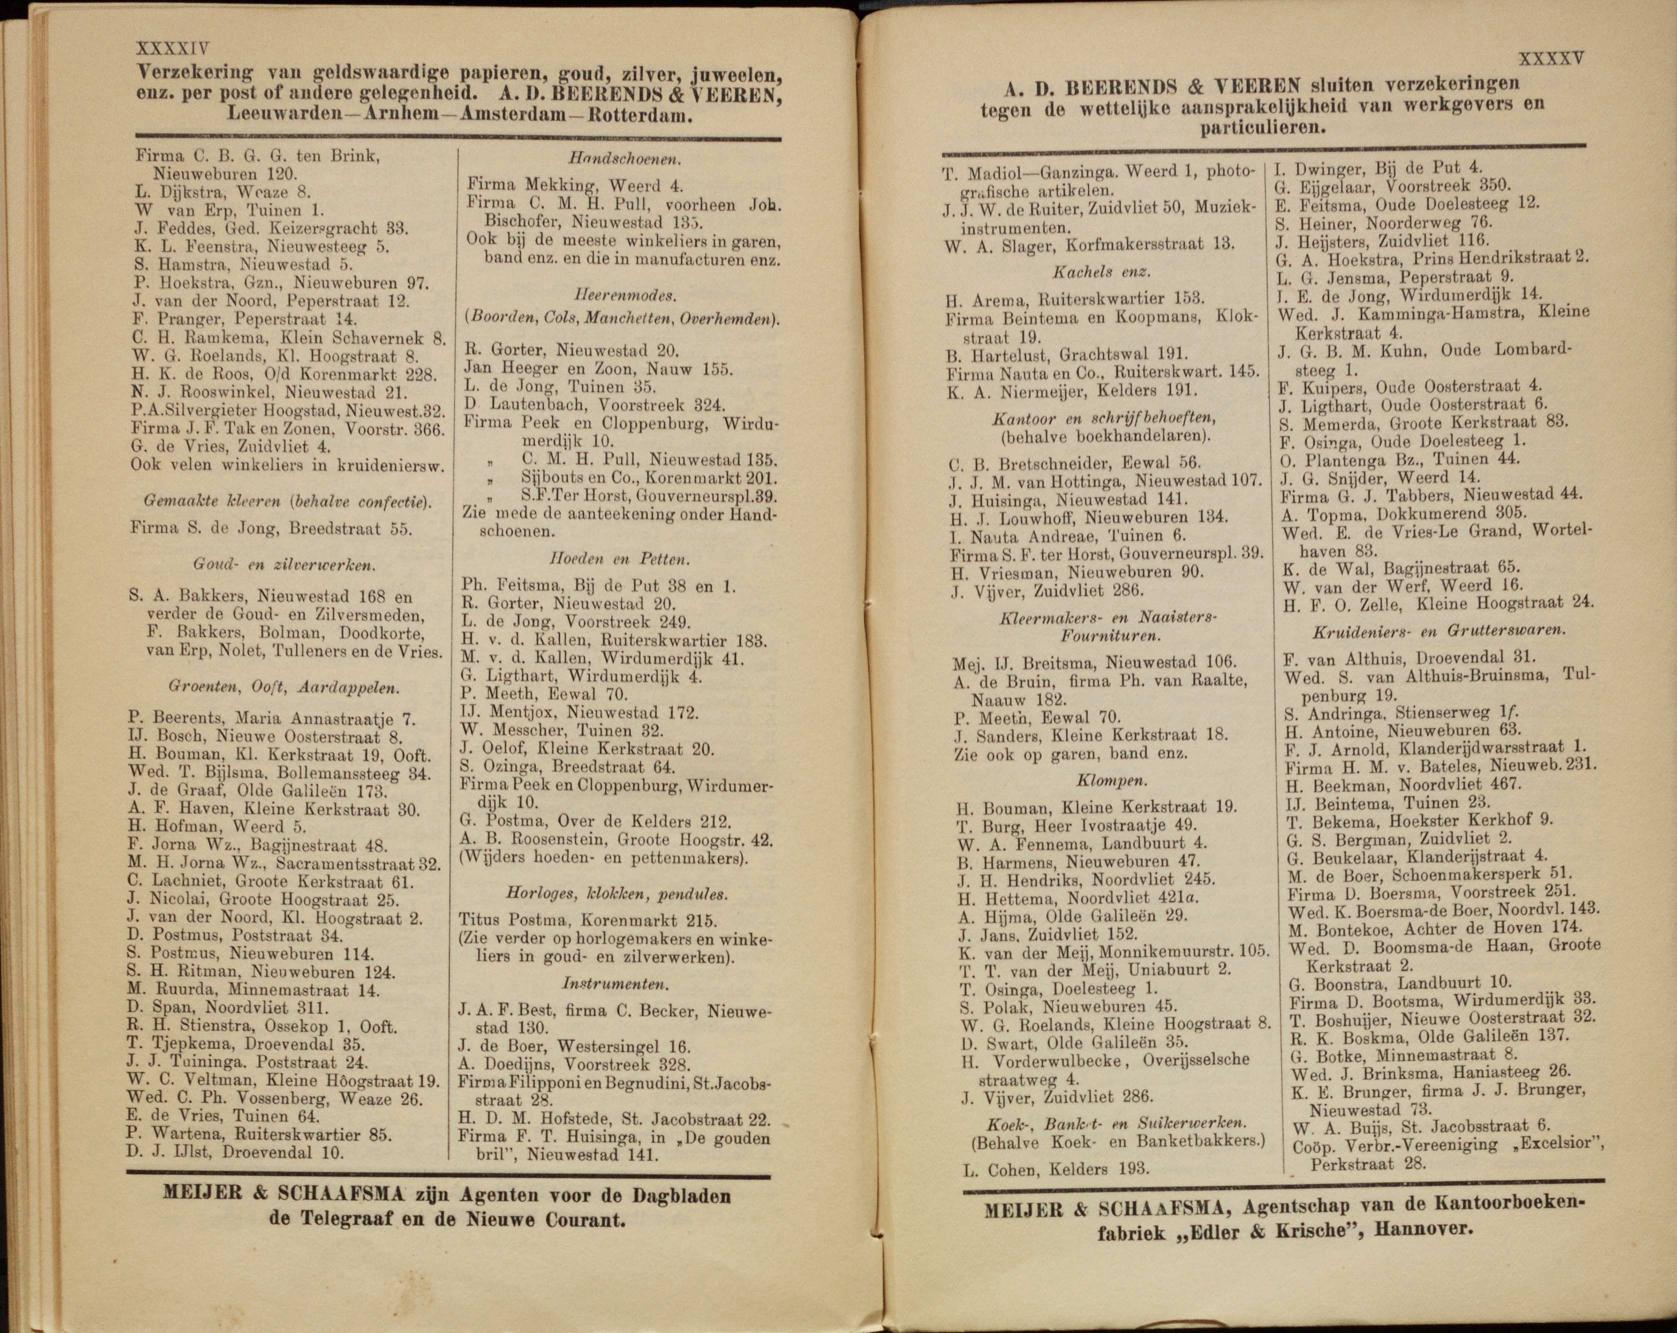 XXXXIV
Verzekering van geldswaardige papieren, goud, zilver, juweelen,
enz. per post of andere gelegenheid. A. D. BEERENDS & VEEREN,
Leeuwarden—Arnhem—Amsterdam—Rotterdam.
Firma C. B. G. G. ten Brink,
Nieuweburen 120.
L. Dijkstra, Weaze 8.
W van Erp, Tuinen 1.
J. Feddes, Ged. Keizersgracht 33.
K. L. Feenstra, Nieuwesteeg 5.
S. Hamstra, Nieuwestad 5.
P. Hoekstra, Gzn., Nieuweburen 97.
J. van der Noord, Peperstraat 12.
F. Pranger, Peperstraat 14.
C. H. Ramkema, Klein Schavernek 8.
W. G. Roelands, Kl. Hoogstraat 8.
H. K. de Roos, O/d Korenmarkt 228.
N. J. Rooswinkel, Nieuwestad 21.
P.A.Silvergieter Hoogstad, Nieuwest.32.
Firma J. F. Tak en Zonen, Voorstr. 366.
G. de Vries, Zuidvliet 4.
Ook velen winkeliers in kruideniersw.
Gemaakte kleeren (behalve confectie).
Firma S. de Jong, Breedstraat 55.
Goud- en zilverwerken.
S. A. Bakkers, Nieuwestad 168 en
verder de Goud- en Zilversmeden,
F. Bakkers, Bolman, Doodkorte,
van Erp, Nolet, Tulleners en de Vries.
Groenten, Ooft, Aardappelen.
P. Beerents, Maria Annastraatje 7.
IJ. Bosch, Nieuwe Oosterstraat 8.
H. Bouman, Kl. Kerkstraat 19, Ooft.
Wed. T. Bijlsma, Bollemanssteeg 34.
J. de Graaf, Olde Galileën 173.
A. F. Haven, Kleine Kerkstraat 30.
H. Hofman, Weerd 5.
F. Jorna Wz., Bagijnestraat 48.
M. H. Jorna Wz., Sacramentsstraat 32.
C. Lachniet, Groote Kerkstraat 61.
J. Nicolai, Groote Hoogstraat 25.
J. van der Noord, Kl. Hoogstraat 2.
D. Postmus, Poststraat 34.
S. Postmus, Nieuweburen 114.
S. H. Ritman, Nieuweburen 124.
M. Ruurda, Minnemastraat 14.
D. Span, Noordvliet 311.
R. H. Stienstra, Ossekop 1, Ooft.
T. Tjepkema, Droevendal 35.
J. J. Tuininga. Poststraat 24.
W. C. Veltman, Kleine Hôogstraat 19.
Wed. C. Ph. Vossenberg, Weaze 26.
E. de Vries, Tuinen 64.
P. Wartena, Ruiterskwartier 85.
D. J. IJlst, Droevendal 10.
Handschoenen.
Firma Mekking, Weerd 4.
Firma C. M. H. Pull, voorheen Joh.
Bischofer, Nieuwestad 135.
Ook bij de meeste winkeliers in garen,
band enz. en die in manufacturen enz.
Heerenmodes.
(Boorden, Cols, Manchetten, Overhemden).
R. Gorter, Nieuwestad 20.
Jan Heeger en Zoon, Nauw 155.
L. de Jong, Tuinen 35.
D. Lautenbach, Voorstreek 324.
Firma Peek en Cloppenburg, Wirdu-
merdijk 10.
„ C. M. H. Pull, Nieuwestad 135.
„ Sijbouts en Co., Korenmarkt 201.
„ S.F.Ter Horst, Gouverneurspl.39.
Zie mede de aanteekening onder Hand-
schoenen.
Hoeden en Petten.
Ph. Feitsma, Bij de Put 38 en 1.
R. Gorter, Nieuwestad 20.
L. de Jong, Voorstreek 249.
H. v. d. Kallen, Ruiterskwartier 183.
M. v. d. Kallen, Wirdumerdijk 41.
G. Ligthart, Wirdumerdijk 4.
P. Meeth, Eewal 70.
IJ. Mentjox, Nieuwestad 172.
W. Messcher, Tuinen 32.
J. Oelof, Kleine Kerkstraat 20.
S. Ozinga, Breedstraat 64.
Firma Peek en Cloppenburg, Wirdumer-
dijk 10.
G. Postma, Over de Kelders 212.
A. B. Roosenstein, Groote Hoogstr. 42.
(Wijders hoeden- en pettenmakers).
Horloges, klokken, pendules.
Titus Postma, Korenmarkt 215.
(Zie verder op horlogemakers en winke-
liers in goud- en zilverwerken).
Instrumenten.
J. A. F. Best, firma C. Becker, Nieuwe-
stad 130.
J. de Boer, Westersingel 16.
A. Doedijns, Voorstreek 328.
Firma Filipponi en Begnudini, St.Jacobs-
straat 28.
H. D. M. Hofstede, St. Jacobstraat 22.
Firma F. T. Huisinga, in „De gouden
bril", Nieuwestad 141.
MEIJER & SCHAAFSMA zijn Agenten voor de Dagbladen
de Telegraaf en de Nieuwe Courant.
XXXXV
A. D. BEERENDS & VEEREN sluiten verzekeringen
tegen de wettelijke aansprakelijkheid van werkgevers en
particulieren.
T. Madiol—Ganzinga. Weerd 1, photo-
grafische artikelen.
J. J. W. de Ruiter, Zuidvliet 50, Muziek-
instrumenten.
W. A. Slager, Korfmakersstraat 13.
Kachels enz.
H. Arema, Ruiterskwartier 153.
Firma Beintema en Koopmans, Klok-
straat 19.
B. Hartelust, Grachtswal 191.
Firma Nauta en Co., Ruiterskwart. 145.
K. A. Niermeijer, Kelders 191.
Kantoor en schrijfbehoeften,
(behalve boekhandelaren).
C. B. Bretschneider, Eewal 56.
J. J. M. van Hottinga, Nieuwestad 107.
J. Huisinga, Nieuwestad 141.
H. J. Louwhoff, Nieuweburen 134.
I. Nauta Andreae, Tuinen 6.
Firma S. F. ter Horst, Gouverneurspl. 39.
H. Vriesman, Nieuweburen 90.
J. Vijver, Zuidvliet 286.
Kleermakers- en Naaisters-
Fournituren.
Mej. IJ. Breitsma, Nieuwestad 106.
A. de Bruin, firma Ph. van Raalte,
Naauw 182.
P. Meeth, Eewal 70.
J. Sanders, Kleine Kerkstraat 18.
Zie ook op garen, band enz.
Klompen.
H. Bouman, Kleine Kerkstraat 19.
T. Burg, Heer Ivostraatje 49.
W. A. Fennema, Landbuurt 4.
B. Harmens, Nieuweburen 47.
J. H. Hendriks, Noordvliet 245.
H. Hettema, Noordvliet 421a.
A. Hijma, Olde Galileën 29.
J. Jans, Zuidvliet 152.
K. van der Meij, Monnikemuurstr. 105.
T. T. van der Meij, Uniabuurt 2.
T. Osinga, Doelesteeg 1.
S. Polak, Nieuweburen 45.
W. G. Roelands, Kleine Hoogstraat 8.
D. Swart, Olde Galileën 35.
H. Vorderwulbecke, Overijsselsche
straatweg 4.
J. Vijver, Zuidvliet 286.
Koek-, Banket- en Suikerwerken.
(Behalve Koek- en Banketbakkers.)
L. Cohen, Kelders 193.
I. Dwinger, Bij de Put 4.
G. Eijgelaar, Voorstreek 350.
E. Feitsma, Oude Doelesteeg 12.
S. Heiner, Noorderweg 76.
J. Heijsters, Zuidvliet 116.
G. A. Hoekstra, Prins Hendrikstraat 2.
L. G. Jensma, Peperstraat 9.
I. E. de Jong, Wirdumerdijk 14.
Wed. J. Kamminga-Hamstra, Kleine
Kerkstraat 4.
J. G. B. M. Kuhn, Oude Lombard-
steeg 1.
F. Kuipers, Oude Oosterstraat 4.
J. Ligthart, Oude Oosterstraat 6.
S. Memerda, Groote Kerkstraat 83.
F. Osinga, Oude Doelesteeg 1.
O. Plantenga Bz., Tuinen 44.
J. G. Snijder, Weerd 14.
Firma G. J. Tabbers, Nieuwestad 44.
A. Topma, Dokkumerend 305.
Wed. E. de Vries-Le Grand, Wortel-
haven 83.
K. de Wal, Bagijnestraat 65.
W. van der Werf, Weerd 16.
H. F. O. Zelle, Kleine Hoogstraat 24.
Kruideniers- en Grutterswaren.
F. van Althuis, Droevendal 31.
Wed. S. van Althuis-Bruinsma, Tul-
penburg 19.
S. Andringa, Stienserweg 1f.
H. Antoine, Nieuweburen 63.
F. J. Arnold, Klanderijdwarsstraat 1.
Firma H. M. v. Bateles, Nieuweb. 231.
H. Beekman, Noordvliet 467.
IJ. Beintema, Tuinen 23.
T. Bekema, Hoekster Kerkhof 9.
G. S. Bergman, Zuidvliet 2.
G. Beukelaar, Klanderijstraat 4.
M. de Boer, Schoenmakersperk 51.
Firma D. Boersma, Voorstreek 251.
Wed. K. Boersma-de Boer, Noordvl. 143.
M. Bontekoe, Achter de Hoven 174.
Wed. D. Boomsma-de Haan, Groote
Kerkstraat 2.
G. Boonstra, Landbuurt 10.
Firma D. Bootsma, Wirdumerdijk 33.
T. Boshuijer, Nieuwe Oosterstraat 32.
R. K. Boskma, Olde Galileën 137.
G. Botke, Minnemastraat 8.
Wed. J. Brinksma, Haniasteeg 26.
K. E. Brunger, firma J. J. Brunger,
Nieuwestad 73.
W. A. Buijs, St. Jacobsstraat 6.
Coöp. Verbr.-Vereeniging „Excelsior",
Perkstraat 28.
MEIJER & SCHAAFSMA, Agentschap van de Kantoorboeken-
fabriek „Edler & Krische", Hannover.